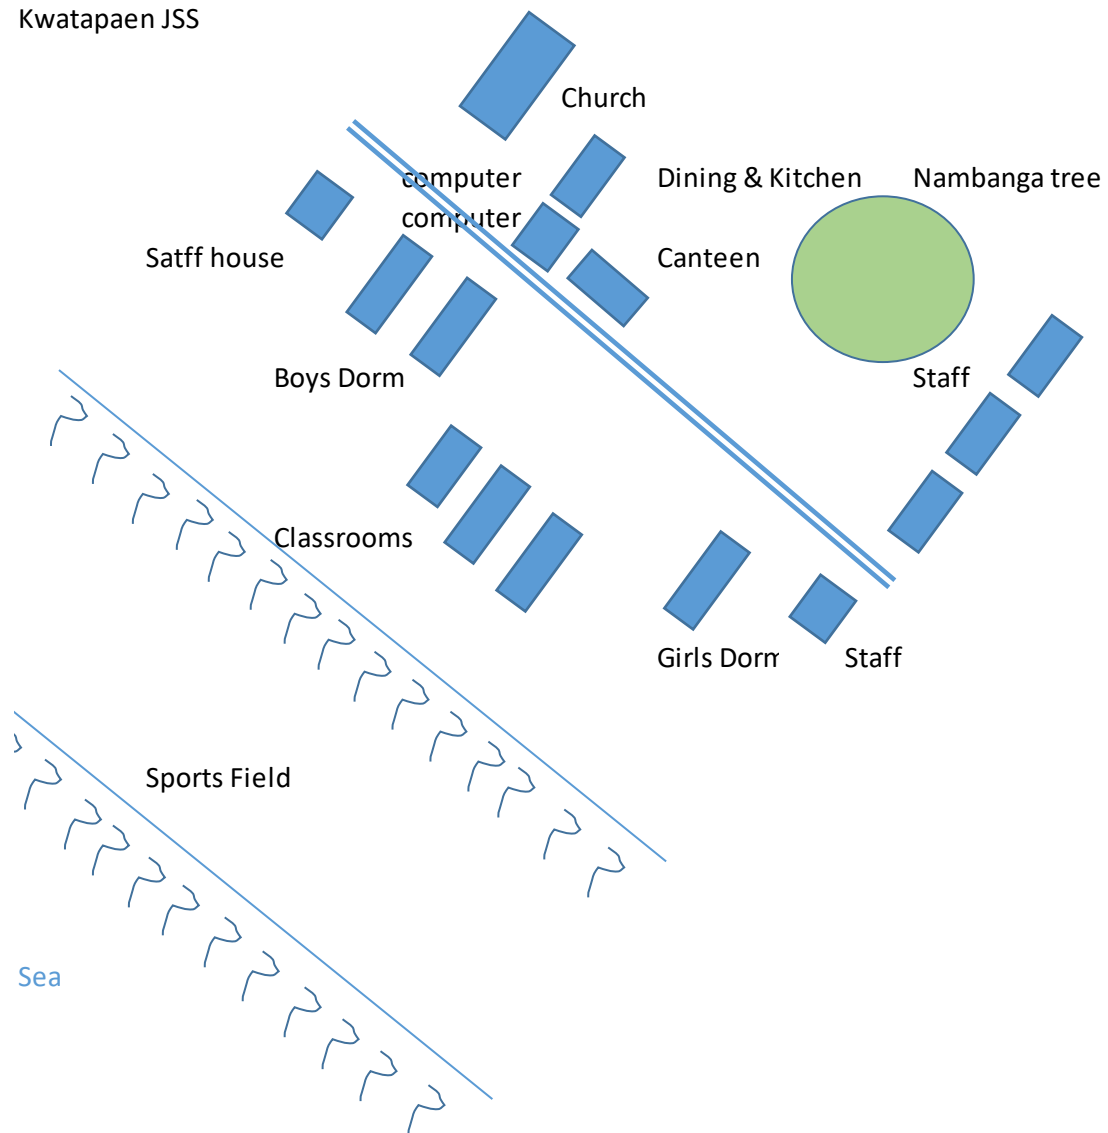 Kwatapaen JSS
Church
computer
Dining & Kitchen
Nambanga tree
computer
Satff house
Canteen
Boys Dorm
Staff
Classrooms
Girls Dorm
Staff
Sports Field
Sea